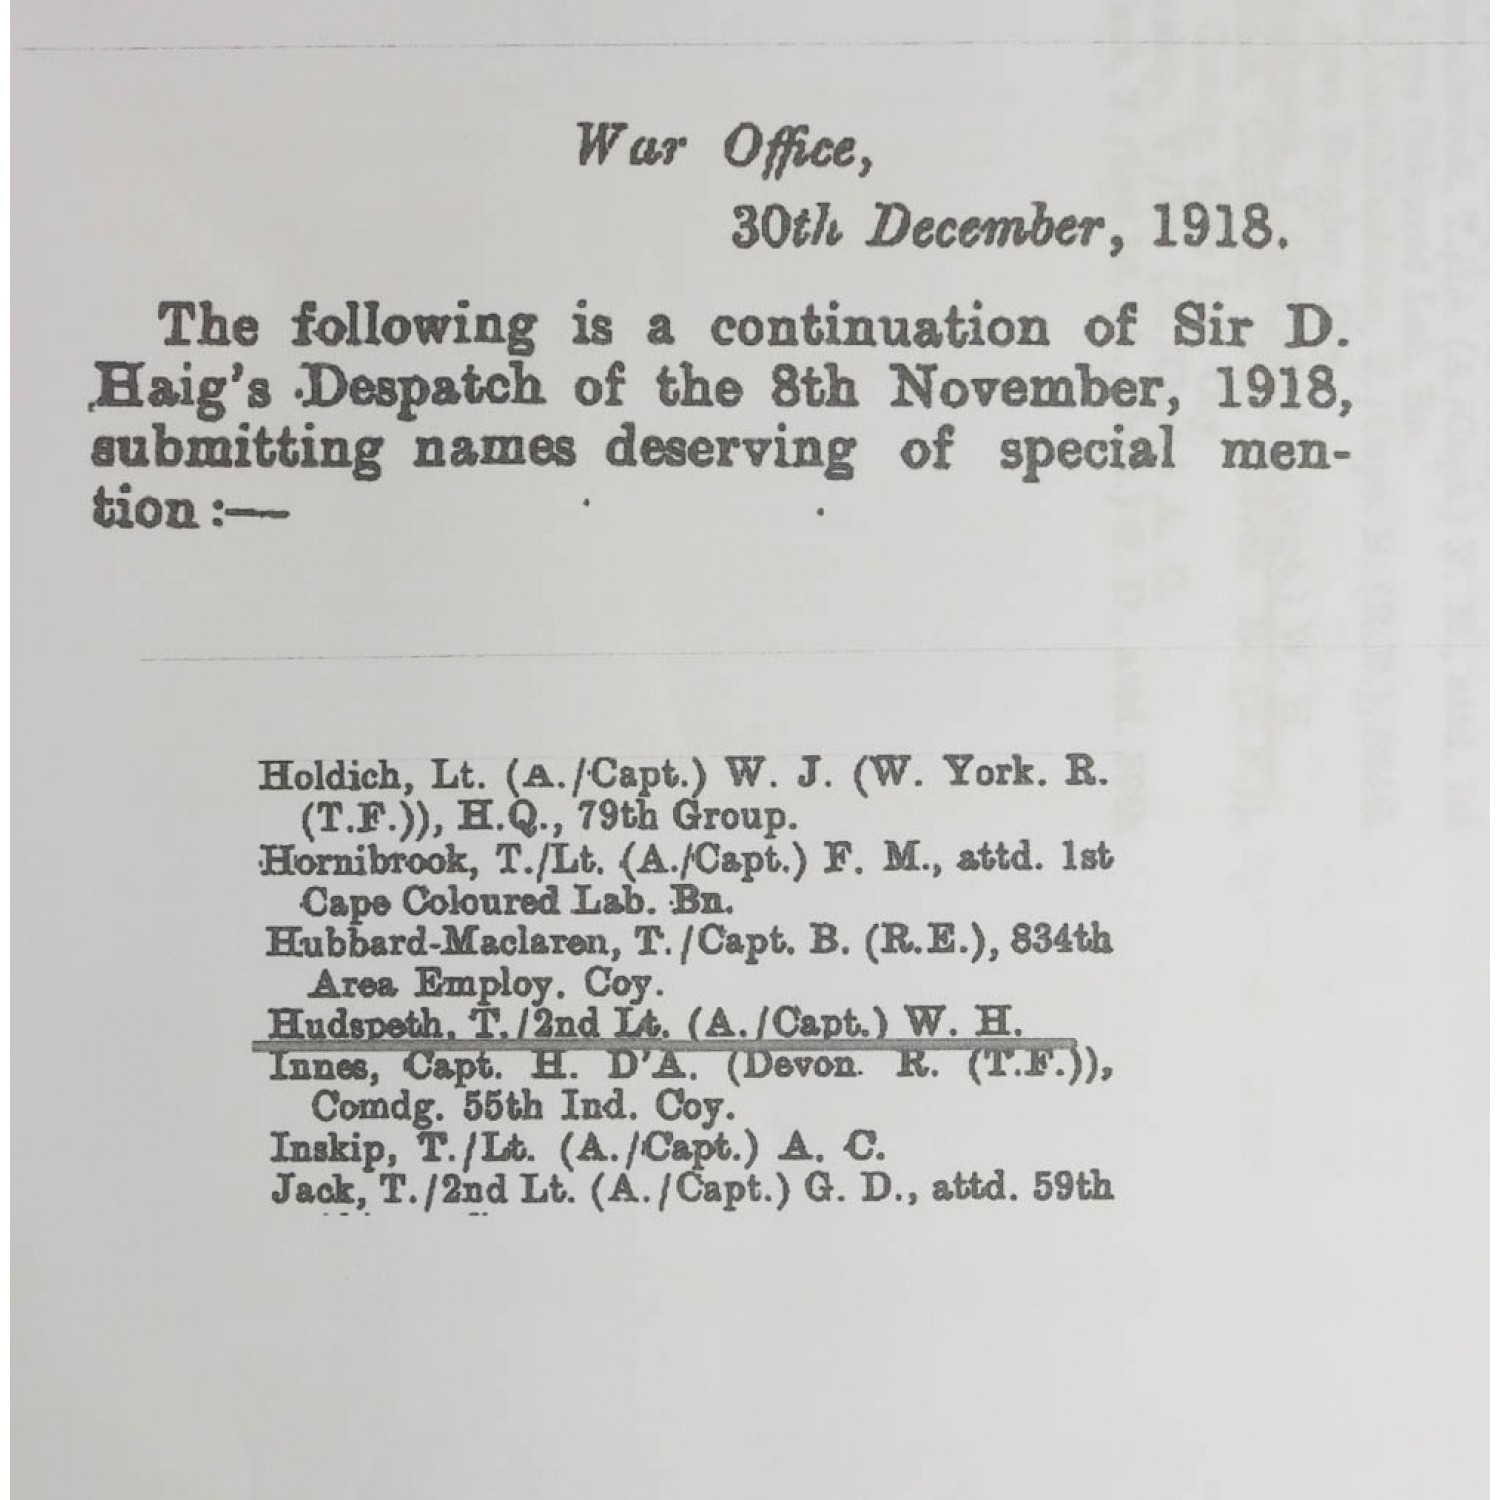 War Office,
30th December, 1918.
The following is a continuation of Sir D.
Haig's Despatch of the 8th November, 1918,
submitting names deserving of special men-
tion :—
Holdich, Lt. (A./Capt.) W. J. (W. York. R.
(T.F.)), H.Q., 79th Group.
Hornibrook, T./Lt. (A./Capt.) F. M., attd. 1st
Cape Coloured Lab. Bn.
Hubbard-Maclaren, T./Capt. B. (R.E.), 834th
Area Employ. Coy.
Hudspeth, T./2nd Lt. (A./Capt.) W. H.
Innes, Capt. H. D'A. (Devon. R. (T.F.)),
Comdg. 55th Ind. Coy.
Inskip, T./Lt. (A./Capt.) A. C.
Jack, T./2nd Lt. (A./Capt.) G. D., attd. 59th